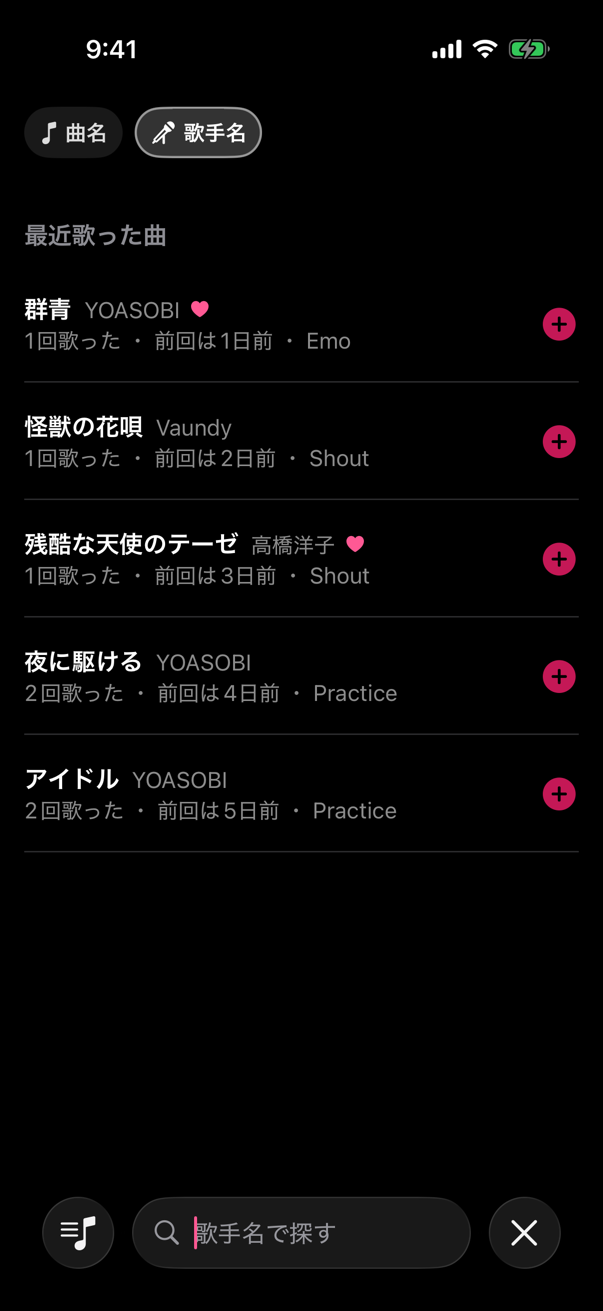 9:41
曲名 歌手名
最近歌った曲
群青 YOASOBI
1回歌った ・ 前回は1日前 ・ Emo
怪獣の花唄 Vaundy
1回歌った ・ 前回は2日前 ・ Shout
残酷な天使のテーゼ 高橋洋子
1回歌った ・ 前回は3日前 ・ Shout
夜に駆ける YOASOBI
2回歌った ・ 前回は4日前 ・ Practice
アイドル YOASOBI
2回歌った ・ 前回は5日前 ・ Practice
歌手名で探す